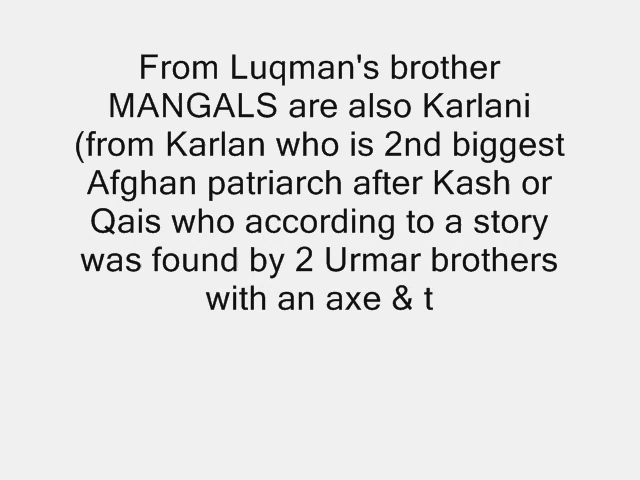 From Luqman's brother
MANGALS are also Karlani
(from Karlan who is 2nd biggest
Afghan patriarch after Kash or
Qais who according to a story
was found by 2 Urmar brothers
with an axe & t